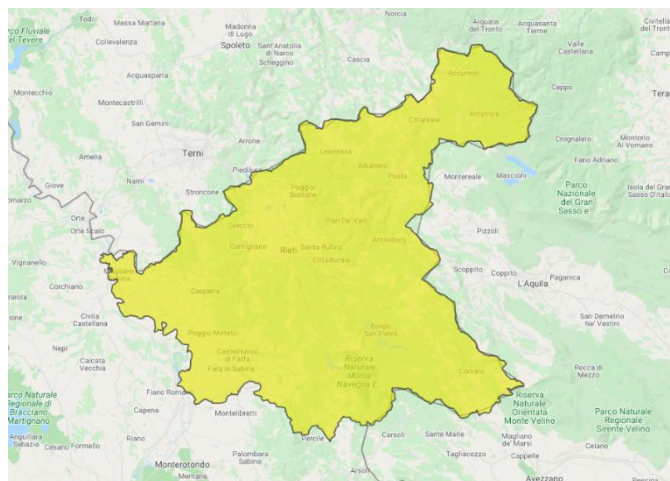 Todi
Massa Martana
Madonna
di Lugo
Norcia
Arquata
del Tronto
Acquasanta
Terme
Civitella
del Tronto
Parco Fluviale
del Tevere
Collevalenza
Spoleto
Sant'Anatolia
di Narco
Scheggino
Cascia
Valle
Castellana
Acquasparta
Accumoli
Montecchio
Montecastrilli
Ceppo
San Gemini
Cittareale
Amatrice
Terni
Arrone
Leonessa
Crognaleto
Montorio
Al Vomano
Amelia
Piediluco
Albaneto
Fano Adriano
Narni
Posta
Montereale
Mascioni
Giove
Stroncone
Poggio
Bustone
Parco
Nazionale
del Gran
Sasso e
Isola del Gran
Sasso D'Italia
Orte
Orte Scalo
Greccio
Pian De' Valli
Pizzoli
Vignanello
Contigliano
Rieti
Santa Rufina
Antrodoco
Cittaducale
Scoppito
Coppito
Paganica
Corchiano
Casperia
L'Aquila
Civita
Castellana
Poggio Mirteto
Borgo
San Pietro
San Demetrio
Ne' Vestini
Nepi
Calcata
Vecchia
Castelnuovo
di Farfa
Fara in Sabina
Riserva
Naturale
Monte
Navegna E...
Corvaro
Rocca di
Mezzo
Parco Naturale
Regionale di
Bracciano
Martignano
Fiano Romano
Capena
Montelibretti
Riserva
Naturale
Orientata
Monte Velino
Parco Naturale
Regionale
Sirente-Velino
Anguillara
Sabazia
Cesano
Formello
Riano
Percile
Carsoli
Sante Marie
Magliano
de' Marsi
Celano
Palombara
Sabina
Tagliacozzo
Cappelle
Monterotondo
Mentana
Arsoli
Avezzano